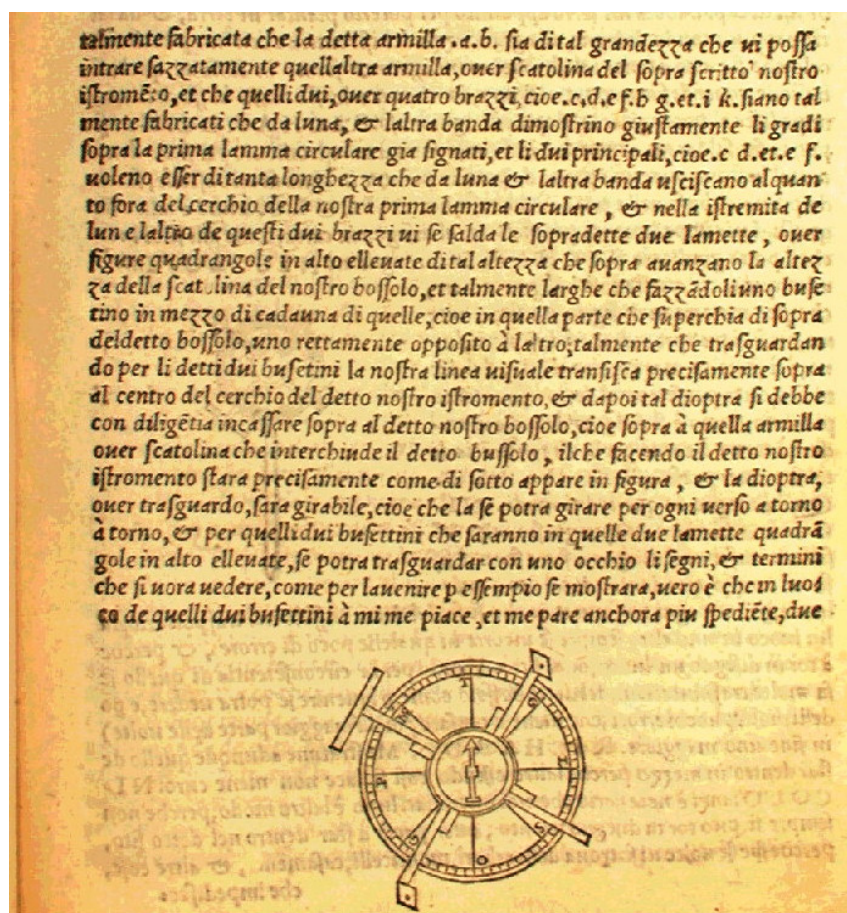 talmente fabricata che la detta armilla.a.b. sia di tal grandezza che ui possa
intrare sazzatamente quellaltra armilla, ouer scatolina del sopra scritto nostro
istromẽto, et che quelli dui, ouer quatro brazzi, cioe.c,d,e f.h g.et.i k.siano tal
mente fabricati che da luna, & laltra banda dimostrino giustamente li gradi
sopra la prima lamma circulare gia signati, et li dui principali, cioe.c d.et.e f.
uoleno esser di tanta longhezza che da luna & laltra banda usciscano alquan
to fora del cerchio della nostra prima lamma circulare, & nella istremita de
lun e laltro de questi dui brazzi ui se salda le sopradette due lamette, ouer
figure quadrangole in alto elleuate di tal altezza che sopra auanzano la altez
za della scatolina del nostro bossolo, et talmente larghe che fazzãdoli uno buse
tino in mezzo di cadauna di quelle, cioe in quella parte che superchia di sopra
del detto bossolo, uno rettamente opposito à laltro, talmente che trasguardan
do per li detti dui busetini la nostra linea uisuale transisca precisamente sopra
al centro del cerchio del detto nostro istromento, & dapoi tal dioptra si debbe
con diligẽtia incassare sopra al detto nostro bossolo, cioe sopra à quella armilla
ouer scatolina che interchiude il detto bussolo, ilche facendo il detto nostro
istromento stara precisamente come di sotto appare in figura, & la dioptra,
ouer trasguardo, sara girabile, cioe che la se potra girare per ogni uerso a torno
à torno, & per quelli dui busettini che saranno in quelle due lamette quadrã
gole in alto elleuate, se potra trasguardar con uno occhio li segni, & termini
che si uora uedere, come per lauenire p essempio se mostrara, uero è che in luoi
co de quelli dui busettini à mi me piace, et me pare anchora piu spediẽte, due
T
G
L
S
O